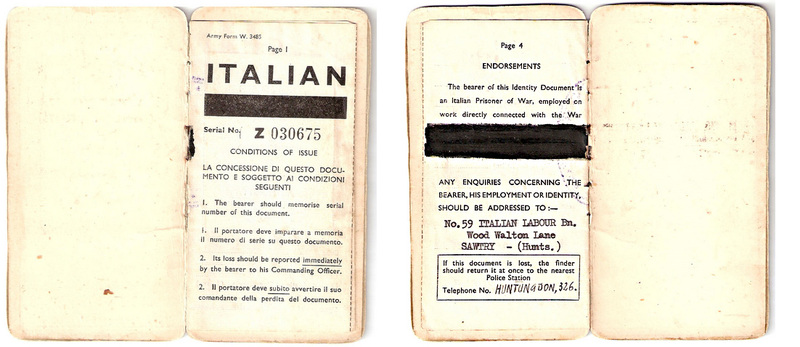 Army Form W. 3485
Page 1
ITALIAN
Serial No. Z 030675
CONDITIONS OF ISSUE
LA CONCESSIONE DI QUESTO DOCU-
MENTO E SOGGETTO AI CONDIZIONI
SEGUENTI
1. The bearer should memorise serial
number of this document.
1. Il portatore deve impurare a memoria
il numero di serie su questo documento.
2. Its loss should be reported immediately
by the bearer to his Commanding Officer.
2. Il portatore deve subito avvertire il suo
comandante della perdita del documento.
Page 4
ENDORSEMENTS
The bearer of this Identity Document is
an Italian Prisoner of War, employed on
work directly connected with the War
ANY ENQUIRIES CONCERNING THE
BEARER, HIS EMPLOYMENT OR IDENTITY,
SHOULD BE ADDRESSED TO :—
No.59 ITALIAN LABOUR Bn.
Wood Walton Lane
SAWTRY - (Hunts.)
If this document is lost, the finder
should return it at once to the nearest
Police Station
Telephone No. HUNTINGDON, 326.